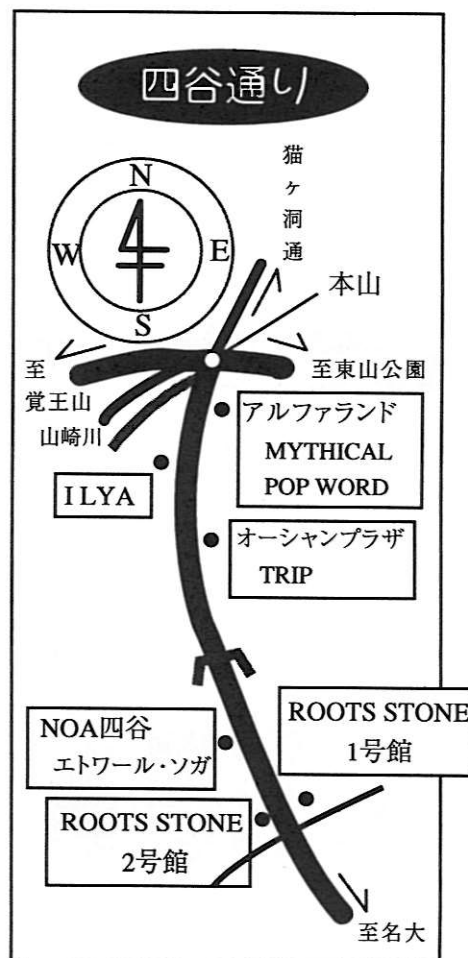 四谷通り
N
W
E
S
猫ヶ洞通
本山
至
覚王山
至東山公園
山崎川
アルファランド
MYTHICAL
POP WORD
ILYA
オーシャンプラザ
TRIP
ROOTS STONE
1号館
NOA四谷
エトワール・ソガ
ROOTS STONE
2号館
至名大